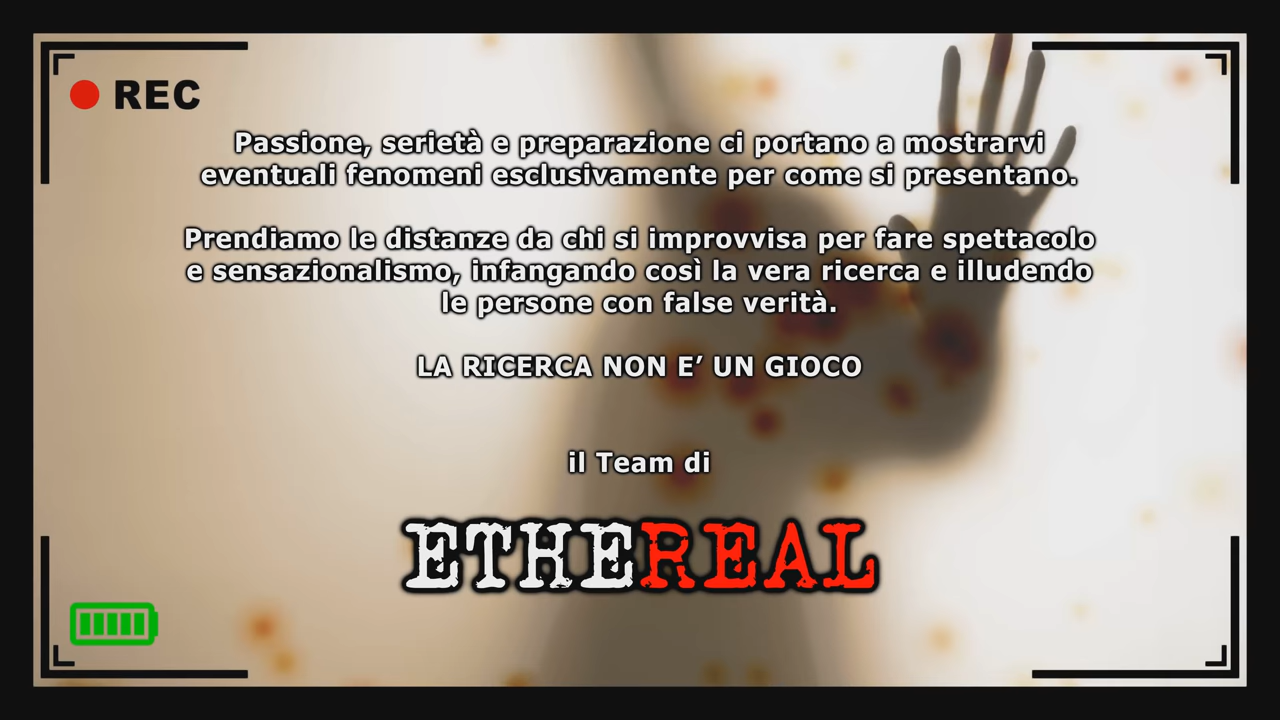 REC
Passione, serietà e preparazione ci portano a mostrarvi
eventuali fenomeni esclusivamente per come si presentano.
Prendiamo le distanze da chi si improvvisa per fare spettacolo
e sensazionalismo, infangando così la vera ricerca e illudendo
le persone con false verità.
LA RICERCA NON E’ UN GIOCO
il Team di
ETHEREAL